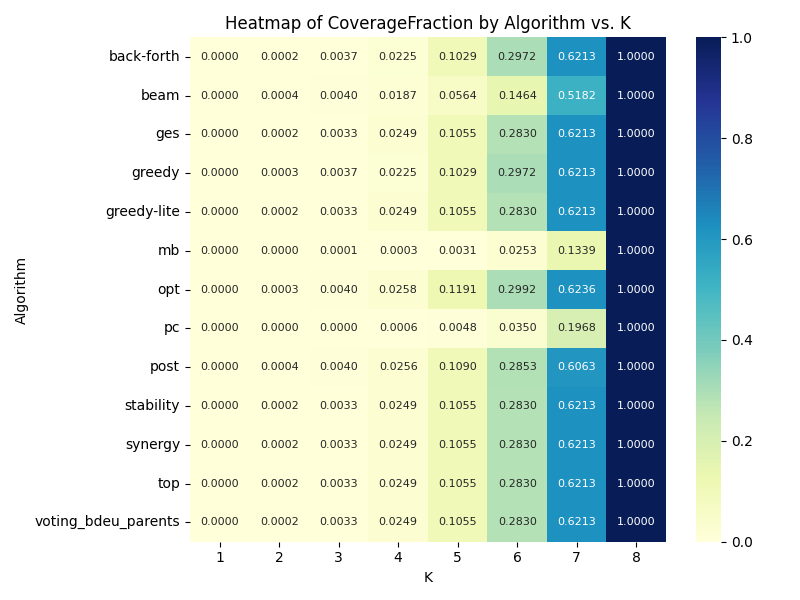 Heatmap of CoverageFraction by Algorithm vs. K
Algorithm
back-forth 0.0000 0.0002 0.0037 0.0225 0.1029 0.2972 0.6213 1.0000
beam 0.0000 0.0004 0.0040 0.0187 0.0564 0.1464 0.5182 1.0000
ges 0.0000 0.0002 0.0033 0.0249 0.1055 0.2830 0.6213 1.0000
greedy 0.0000 0.0003 0.0037 0.0225 0.1029 0.2972 0.6213 1.0000
greedy-lite 0.0000 0.0002 0.0033 0.0249 0.1055 0.2830 0.6213 1.0000
mb 0.0000 0.0000 0.0001 0.0003 0.0031 0.0253 0.1339 1.0000
opt 0.0000 0.0003 0.0040 0.0258 0.1191 0.2992 0.6236 1.0000
pc 0.0000 0.0000 0.0000 0.0006 0.0048 0.0350 0.1968 1.0000
post 0.0000 0.0004 0.0040 0.0256 0.1090 0.2853 0.6063 1.0000
stability 0.0000 0.0002 0.0033 0.0249 0.1055 0.2830 0.6213 1.0000
synergy 0.0000 0.0002 0.0033 0.0249 0.1055 0.2830 0.6213 1.0000
top 0.0000 0.0002 0.0033 0.0249 0.1055 0.2830 0.6213 1.0000
voting_bdeu_parents 0.0000 0.0002 0.0033 0.0249 0.1055 0.2830 0.6213 1.0000
1 2 3 4 5 6 7 8
K
1.0
0.8
0.6
0.4
0.2
0.0